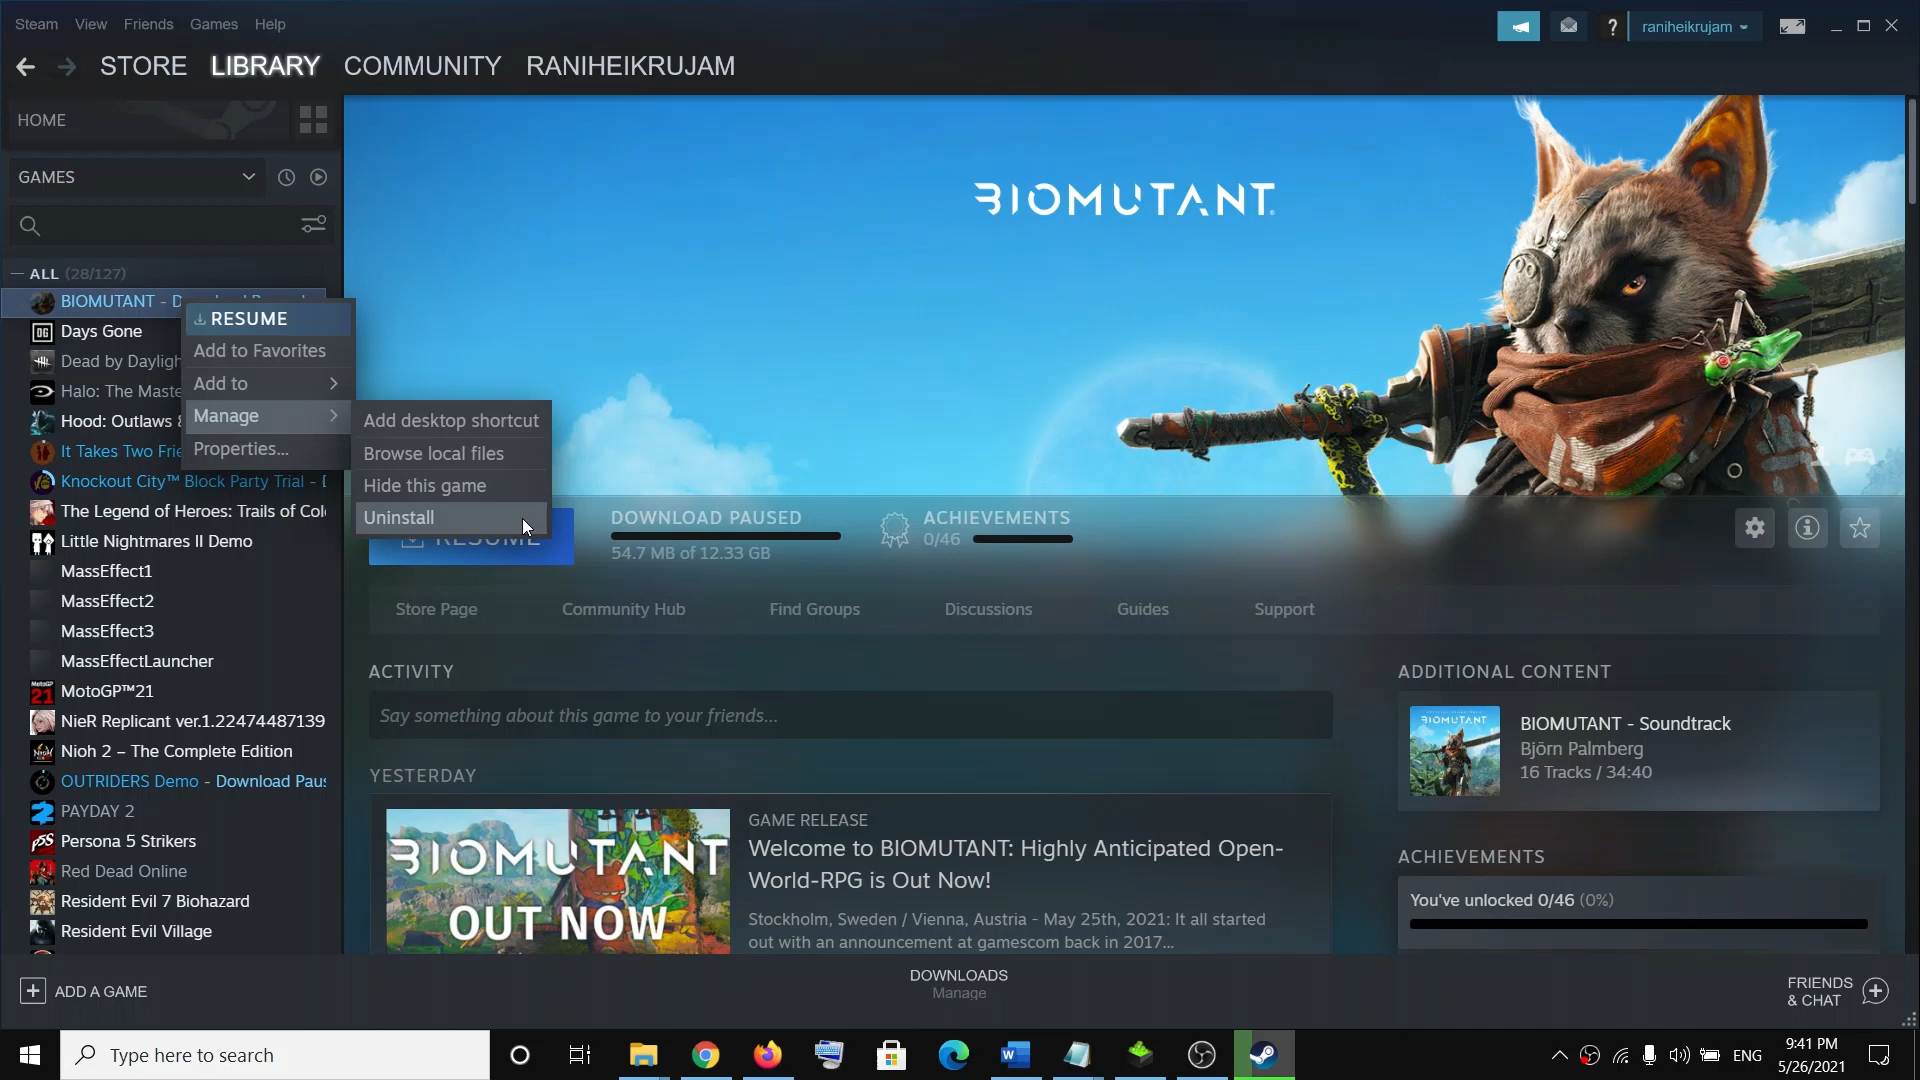 Steam View Friends Games Help
raniheikrujam
STORE LIBRARY COMMUNITY RANIHEIKRUJAM
HOME
GAMES
ALL (28/127)
BIOMUTANT -
Days Gone
Dead by Dayligh
Halo: The Maste
Hood: Outlaws
It Takes Two Frie
Knockout City™ Block Party Trial -
The Legend of Heroes: Trails of Col
Little Nightmares II Demo
MassEffect1
MassEffect2
MassEffect3
MassEffectLauncher
MotoGP™21
NieR Replicant ver.1.22474487139
Nioh 2 – The Complete Edition
OUTRIDERS Demo - Download Paus
PAYDAY 2
Persona 5 Strikers
Red Dead Online
Resident Evil 7 Biohazard
Resident Evil Village
RESUME
Add to Favorites
Add to
Manage
Properties...
Add desktop shortcut
Browse local files
Hide this game
Uninstall
BIOMUTANT
RESUME
DOWNLOAD PAUSED
54.7 MB of 12.33 GB
ACHIEVEMENTS
0/46
Store Page Community Hub Find Groups Discussions Guides Support
ACTIVITY
Say something about this game to your friends...
YESTERDAY
BIOMUTANT
OUT NOW
GAME RELEASE
Welcome to BIOMUTANT: Highly Anticipated Open-
World-RPG is Out Now!
Stockholm, Sweden / Vienna, Austria - May 25th, 2021: It all started
out with an announcement at gamescom back in 2017...
ADDITIONAL CONTENT
BIOMUTANT
BIOMUTANT - Soundtrack
Björn Palmberg
16 Tracks / 34:40
ACHIEVEMENTS
You've unlocked 0/46 (0%)
ADD A GAME
DOWNLOADS
Manage
FRIENDS
& CHAT
Type here to search
ENG
9:41 PM
5/26/2021